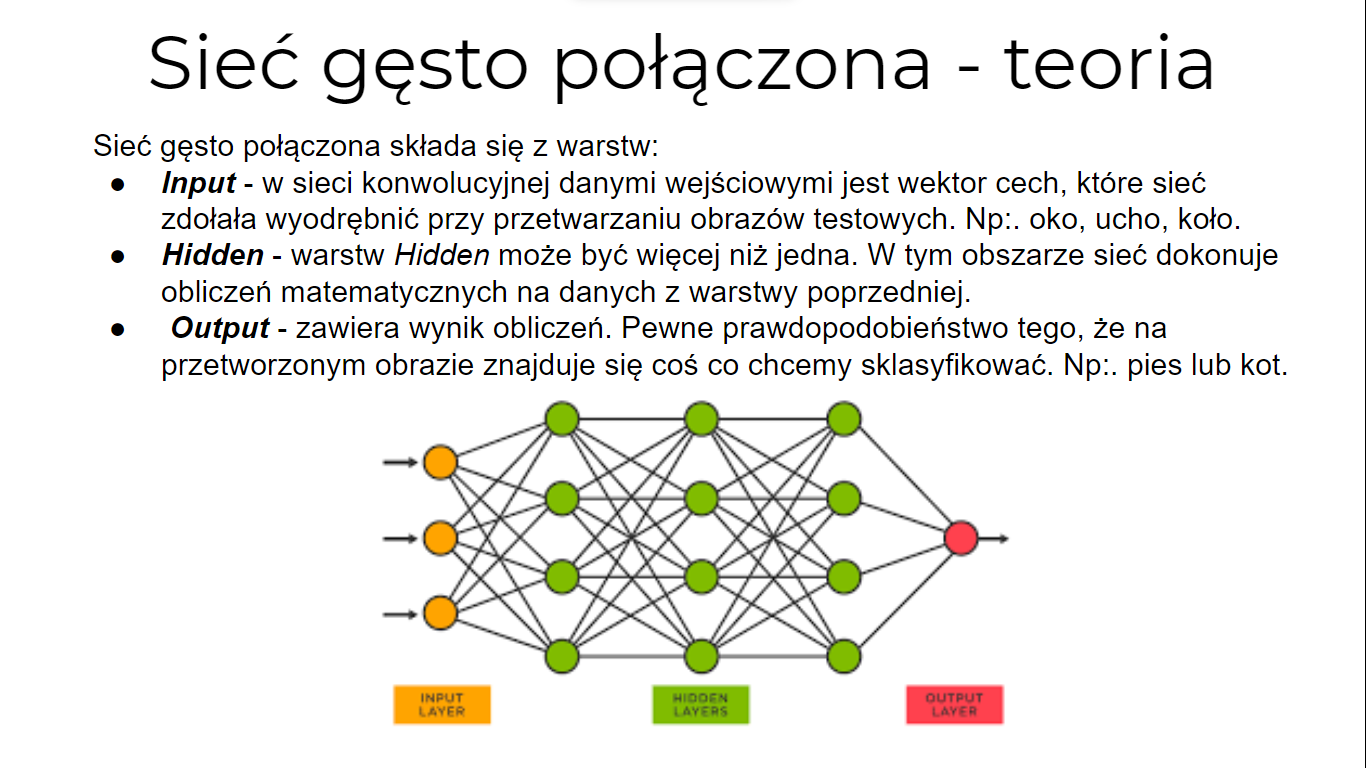 Sieć gęsto połączona - teoria
Sieć gęsto połączona składa się z warstw:
● Input - w sieci konwolucyjnej danymi wejściowymi jest wektor cech, które sieć
zdołała wyodrębnić przy przetwarzaniu obrazów testowych. Np:. oko, ucho, koło.
● Hidden - warstw Hidden może być więcej niż jedna. W tym obszarze sieć dokonuje
obliczeń matematycznych na danych z warstwy poprzedniej.
● Output - zawiera wynik obliczeń. Pewne prawdopodobieństwo tego, że na
przetworzonym obrazie znajduje się coś co chcemy sklasyfikować. Np:. pies lub kot.
INPUT
LAYER
HIDDEN
LAYERS
OUTPUT
LAYER